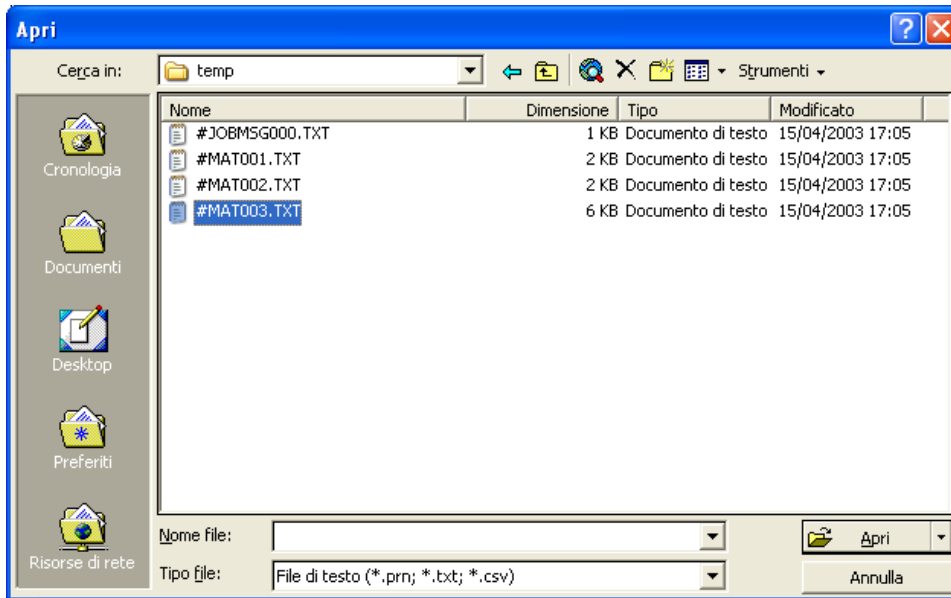 Apri
Cerca in: temp Strumenti
Nome Dimensione Tipo Modificato
#JOBMSG000.TXT 1 KB Documento di testo 15/04/2003 17:05
#MAT001.TXT 2 KB Documento di testo 15/04/2003 17:05
#MAT002.TXT 2 KB Documento di testo 15/04/2003 17:05
#MAT003.TXT 6 KB Documento di testo 15/04/2003 17:05
Cronologia
Documenti
Desktop
Preferiti
Risorse di rete
Nome file: Apri
Tipo file: File di testo (*.prn; *.txt; *.csv) Annulla